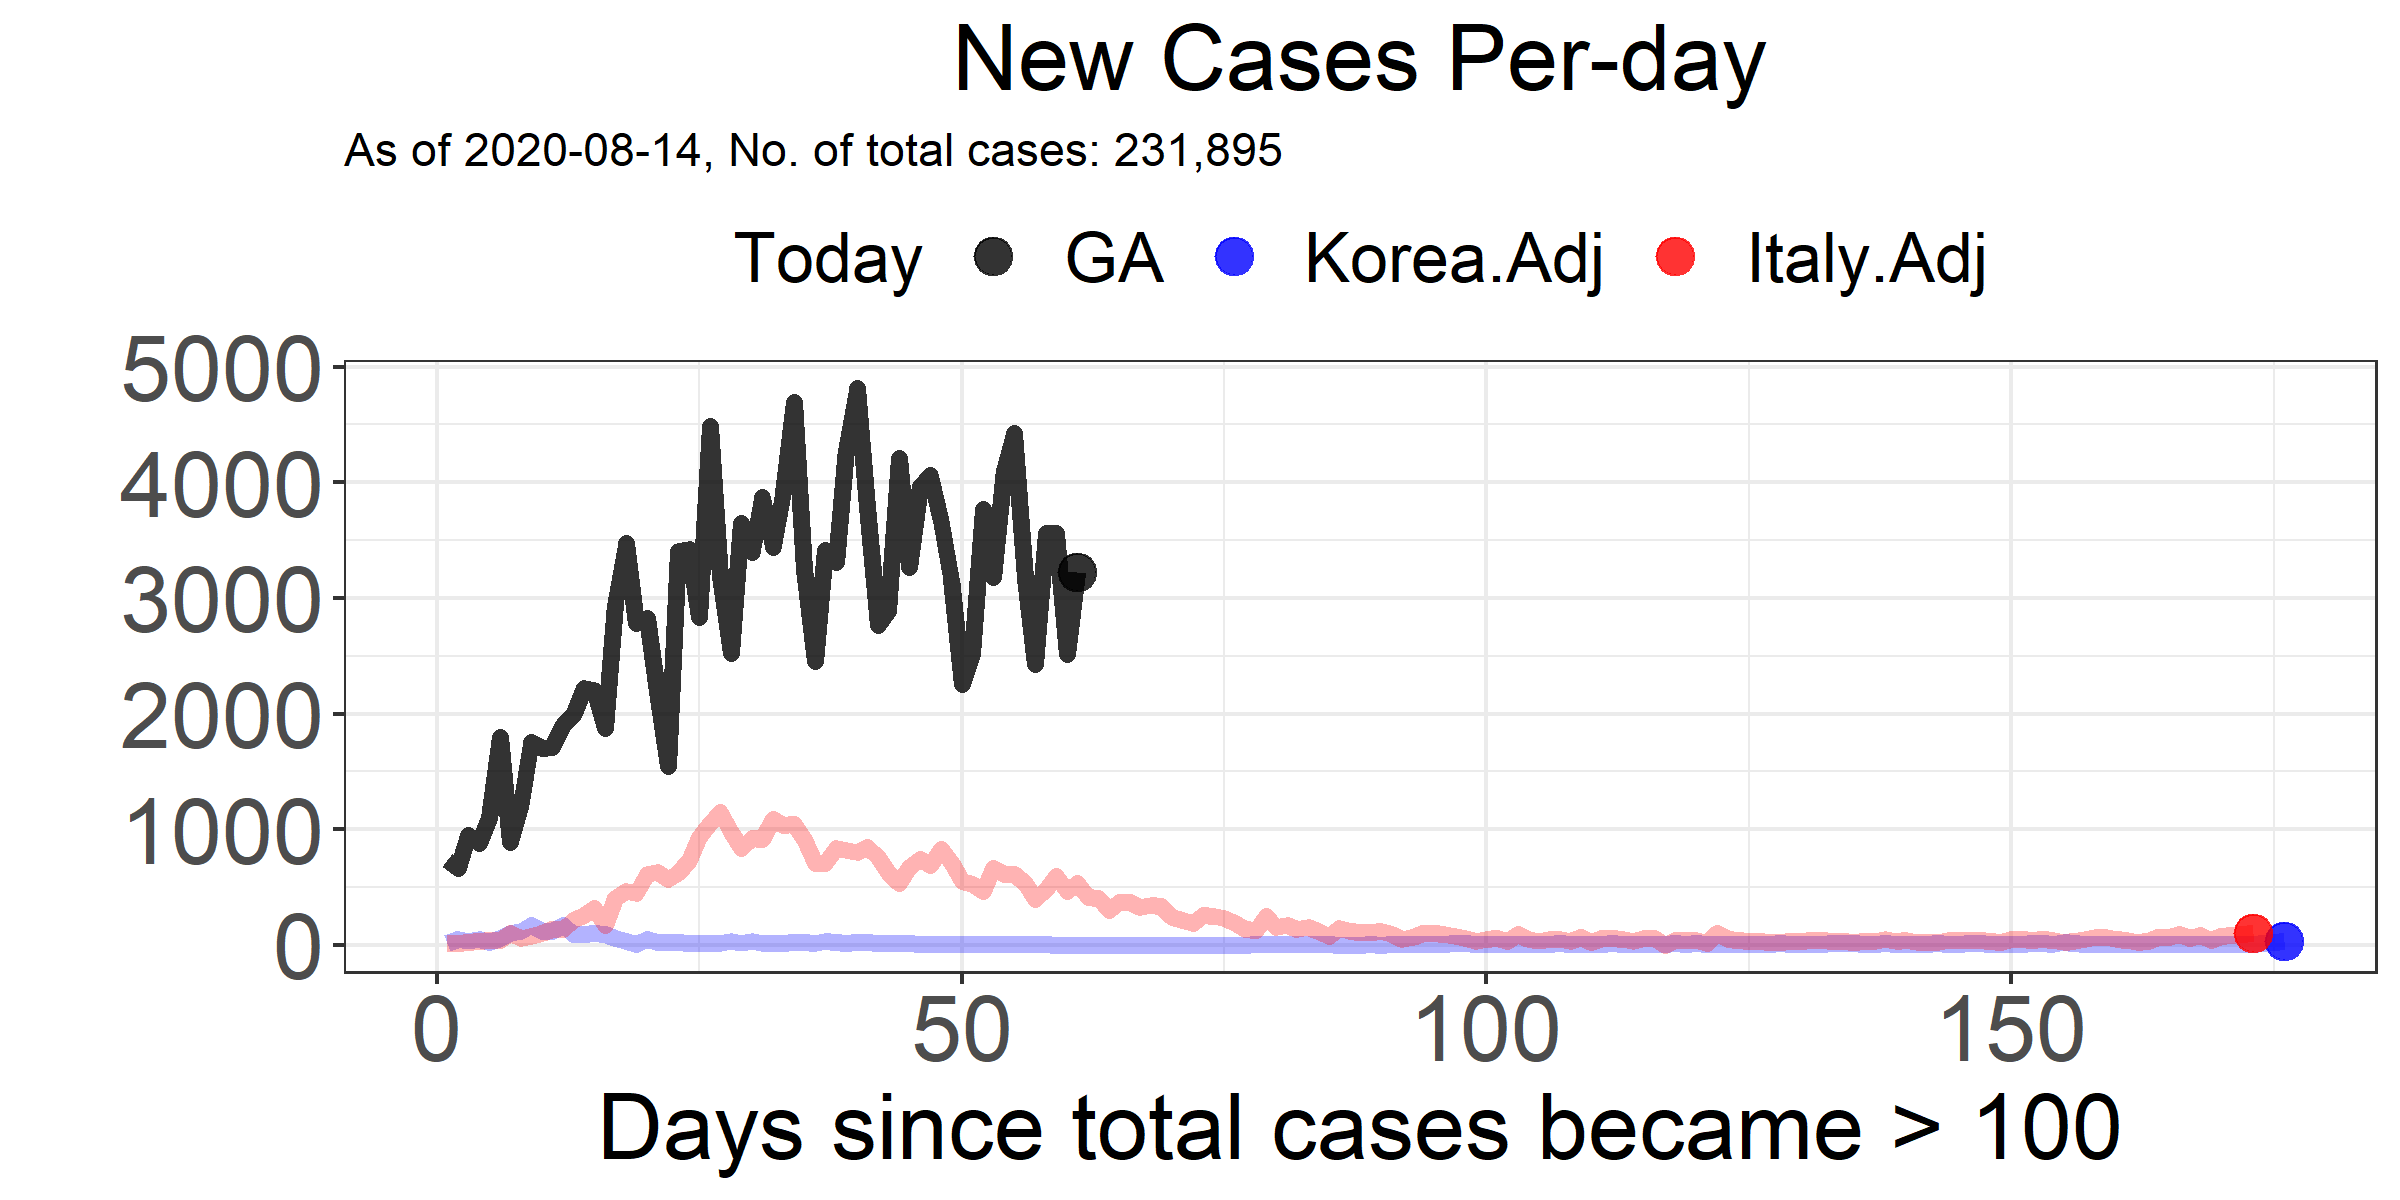 New Cases Per-day
As of 2020-08-14, No. of total cases: 231,895
Today GA Korea.Adj Italy.Adj
5000
4000
3000
2000
1000
0
0 50 100 150
Days since total cases became > 100